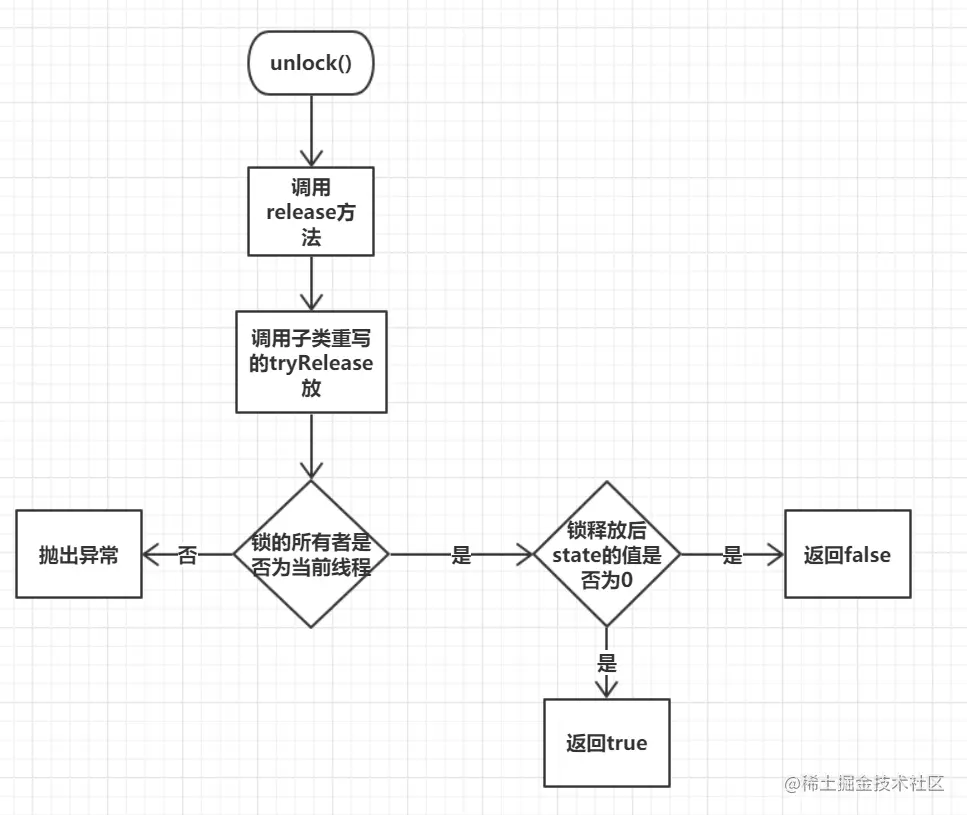 unlock()
调用
release方
法
调用子类重写
的tryRelease
放
锁的所有者是
否为当前线程
否
抛出异常
是
锁释放后
state的值是
否为0
是
返回false
是
返回true
@稀土掘金技术社区